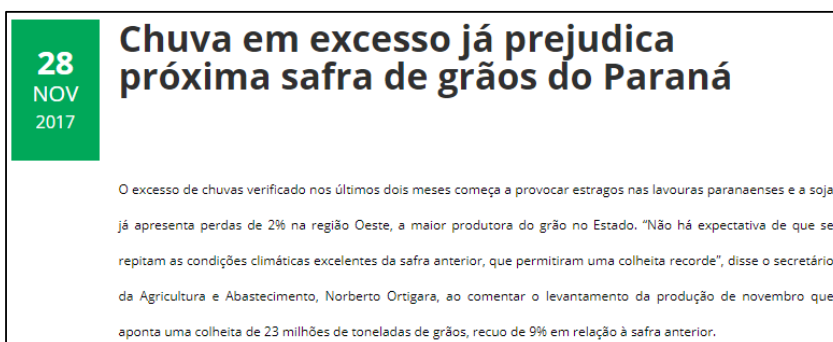 28
NOV
2017
Chuva em excesso já prejudica
próxima safra de grãos do Paraná
O excesso de chuvas verificado nos últimos dois meses começa a provocar estragos nas lavouras paranaenses e a soja
já apresenta perdas de 2% na região Oeste, a maior produtora do grão no Estado. “Não há expectativa de que se
repitam as condições climáticas excelentes da safra anterior, que permitiram uma colheita recorde”, disse o secretário
da Agricultura e Abastecimento, Norberto Ortigara, ao comentar o levantamento da produção de novembro que
aponta uma colheita de 23 milhões de toneladas de grãos, recuo de 9% em relação à safra anterior.